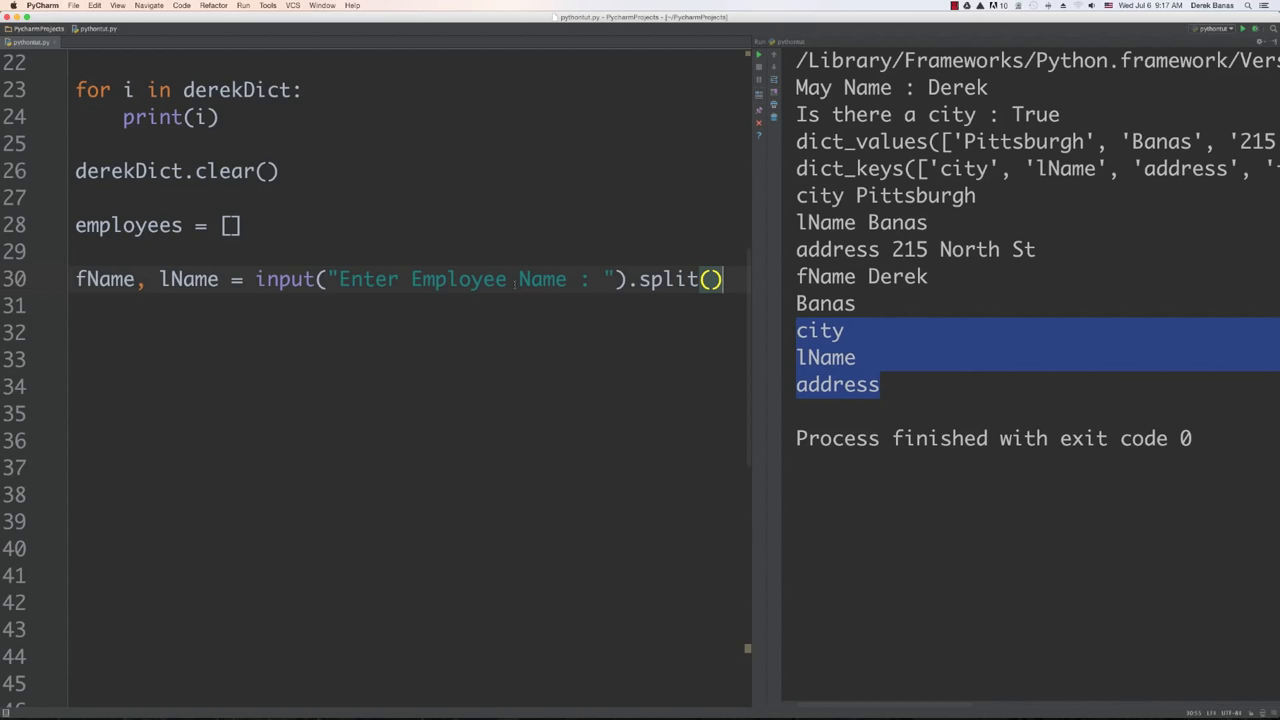 PyCharm File Edit View Navigate Code Refactor Run Tools VCS Window Help 10 Wed Jul 6 9:17 AM Derek Banas
pythontut.py - PycharmProjects - [~/PycharmProjects]
PycharmProjects pythontut.py pythontut
pythontut.py
Run pythontut
22
23 for i in derekDict:
24 print(i)
25
26 derekDict.clear()
27
28 employees = []
29
30 fName, lName = input("Enter Employee Name : ").split()
31
32
33
34
35
36
37
38
39
40
41
42
43
44
45
/Library/Frameworks/Python.framework/Vers
May Name : Derek
Is there a city : True
dict_values(['Pittsburgh', 'Banas', '215
dict_keys(['city', 'lName', 'address', '
city Pittsburgh
lName Banas
address 215 North St
fName Derek
Banas
city
lName
address
Process finished with exit code 0
30:55 LF‡ UTF-8‡